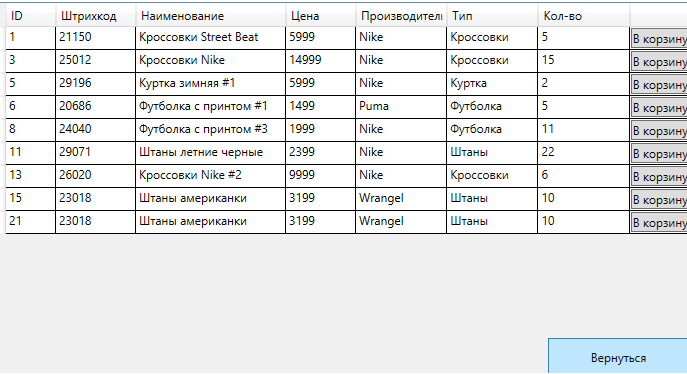 ID Штрихкод Наименование Цена Производитель Тип Кол-во
1 21150 Кроссовки Street Beat 5999 Nike Кроссовки 5 В корзину
3 25012 Кроссовки Nike 14999 Nike Кроссовки 15 В корзину
5 29196 Куртка зимняя #1 5999 Nike Куртка 2 В корзину
6 20686 Футболка с принтом #1 1499 Puma Футболка 5 В корзину
8 24040 Футболка с принтом #3 1999 Nike Футболка 11 В корзину
11 29071 Штаны летние черные 2399 Nike Штаны 22 В корзину
13 26020 Кроссовки Nike #2 9999 Nike Кроссовки 6 В корзину
15 23018 Штаны американки 3199 Wrangel Штаны 10 В корзину
21 23018 Штаны американки 3199 Wrangel Штаны 10 В корзину
Вернуться